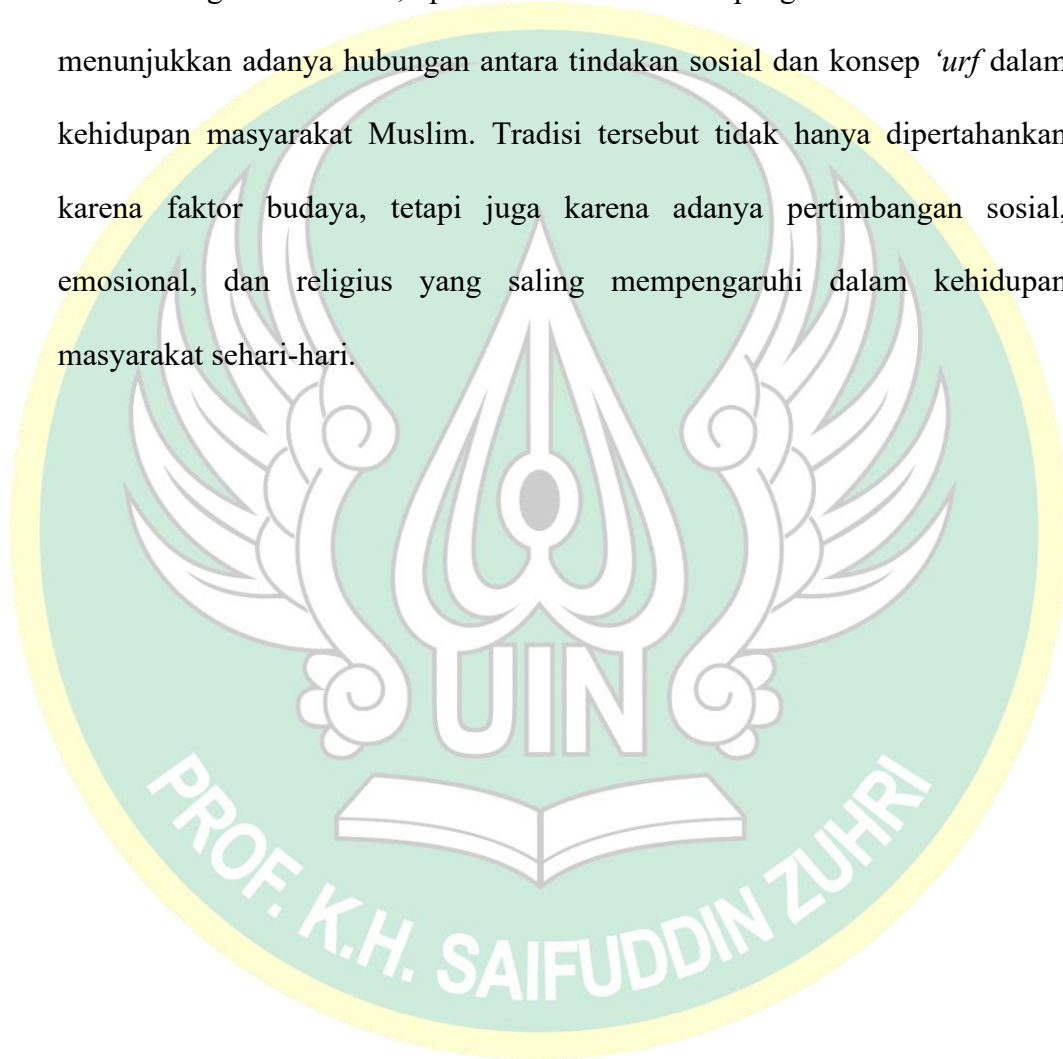 menunjukkan adanya hubungan antara tindakan sosial dan konsep ‘urf dalam
kehidupan masyarakat Muslim. Tradisi tersebut tidak hanya dipertahankan
karena faktor budaya, tetapi juga karena adanya pertimbangan sosial,
emosional, dan religius yang saling mempengaruhi dalam kehidupan
masyarakat sehari-hari.
UIN
PROF. K.H. SAIFUDDIN ZUHRI